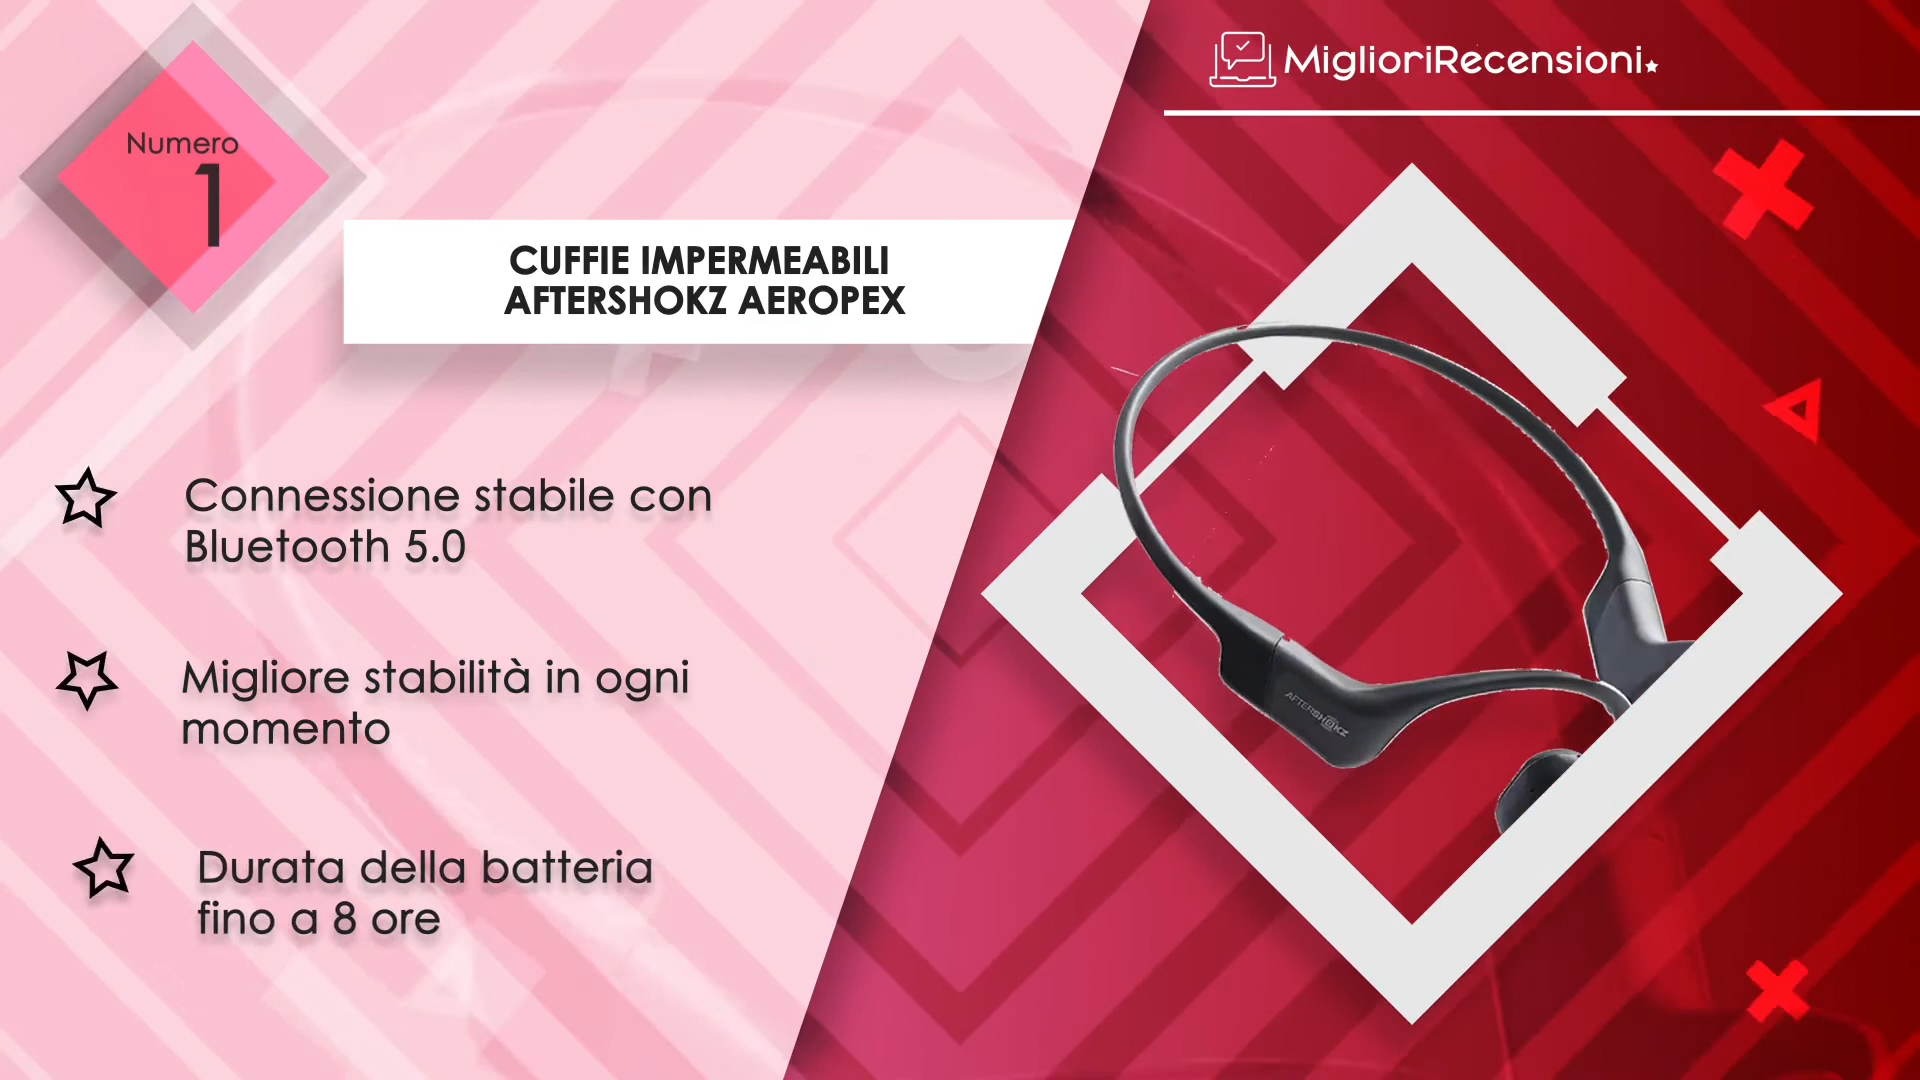 MiglioriRecensioni
Numero
1
CUFFIE IMPERMEABILI
AFTERSHOKZ AEROPEX
Connessione stabile con
Bluetooth 5.0
Migliore stabilità in ogni
momento
Durata della batteria
fino a 8 ore
AFTERSHOKZ